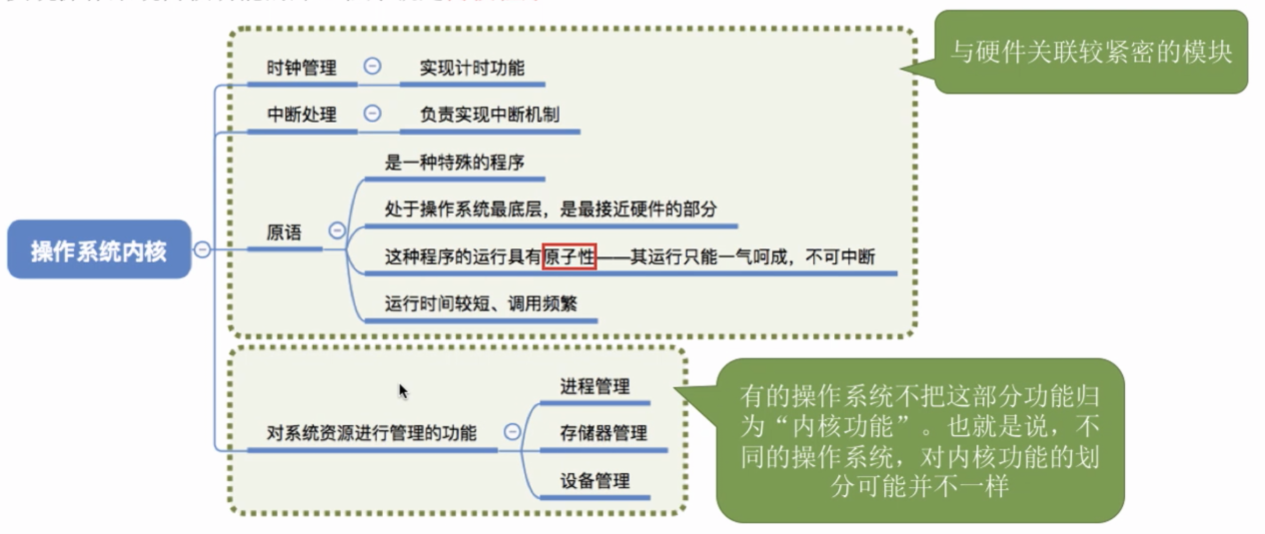 与硬件关联较紧密的模块
时钟管理 实现计时功能
中断处理 负责实现中断机制
是一种特殊的程序
处于操作系统最底层，是最接近硬件的部分
原语
这种程序的运行具有原子性——其运行只能一气呵成，不可中断
操作系统内核
运行时间较短、调用频繁
进程管理
对系统资源进行管理的功能
存储器管理
设备管理
有的操作系统不把这部分功能归
为“内核功能”。也就是说，不
同的操作系统，对内核功能的划
分可能并不一样